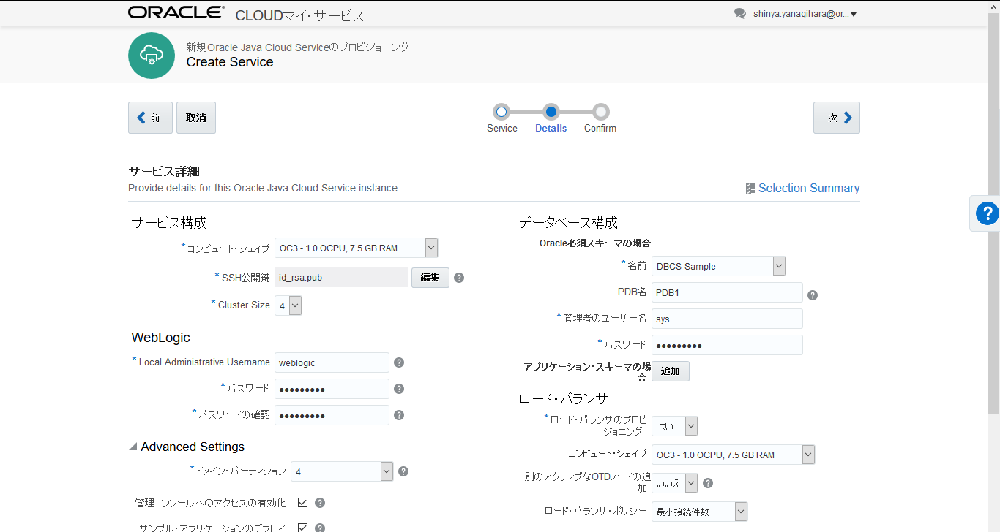 ORACLE® CLOUDマイ・サービス
shinya.yanagihara@or...▼
新規Oracle Java Cloud Serviceのプロビジョニング
Create Service
前
取消
Service
Details
Confirm
次
サービス詳細
Provide details for this Oracle Java Cloud Service instance.
Selection Summary
?
サービス構成
*コンピュート・シェイプ OC3 - 1.0 OCPU, 7.5 GB RAM
*SSH公開鍵 id_rsa.pub 編集 ?
*Cluster Size 4
WebLogic
*Local Administrative Username weblogic ?
*パスワード ●●●●●●●●● ?
*パスワードの確認 ●●●●●●●●● ?
Advanced Settings
*ドメイン・パーティション 4 ?
管理コンソールへのアクセスの有効化 ?
サンプル・アプリケーションのデプロイ ?
データベース構成
Oracle必須スキーマの場合
*名前 DBCS-Sample
PDB名 PDB1 ?
*管理者のユーザー名 sys
*パスワード ●●●●●●●●●
アプリケーション・スキーマの場
合
追加
ロード・バランサ
*ロード・バランサのプロビ
ジョニング
はい
コンピュート・シェイプ OC3 - 1.0 OCPU, 7.5 GB RAM
別のアクティブなOTDノードの追
加
いいえ ?
ロード・バランサ・ポリシー 最小接続件数